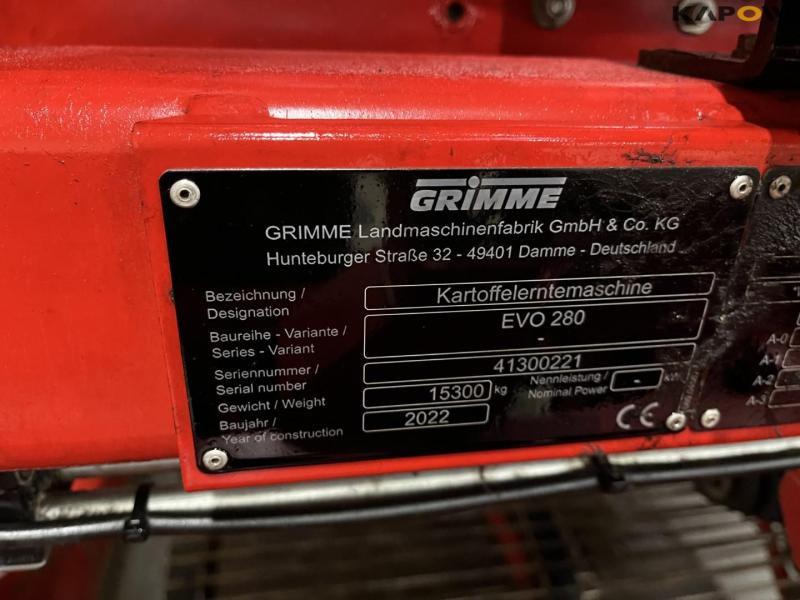 KAPON
GRIMME
GRIMME Landmaschinenfabrik GmbH & Co. KG
Hunteburger Straße 32 - 49401 Damme - Deutschland
Bezeichnung / Designation Kartoffelerntemaschine
Baureihe - Variante / Series - Variant EVO 280 -
Seriennummer / Serial number 41300221
Gewicht / Weight 15300 kg Nennleistung / Nominal Power -
Baujahr / Year of construction 2022
CE
A-0
A-1
A-2
A-3